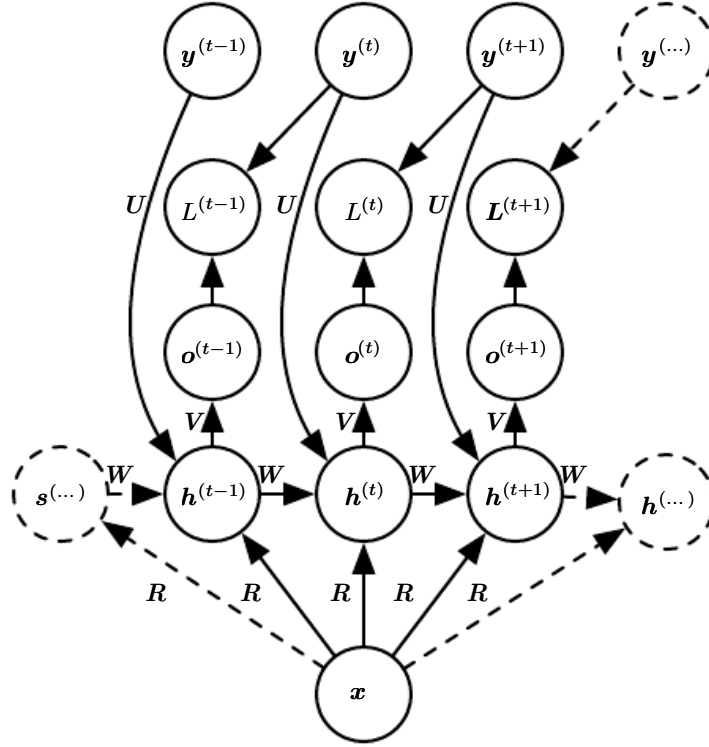 y^(t−1) y^(t) y^(t+1) y^(...)
U L^(t−1) U L^(t) U L^(t+1)
o^(t−1) o^(t) o^(t+1)
V V V
s^(...) W h^(t−1) W h^(t) W h^(t+1) W h^(...)
R R R R R
x